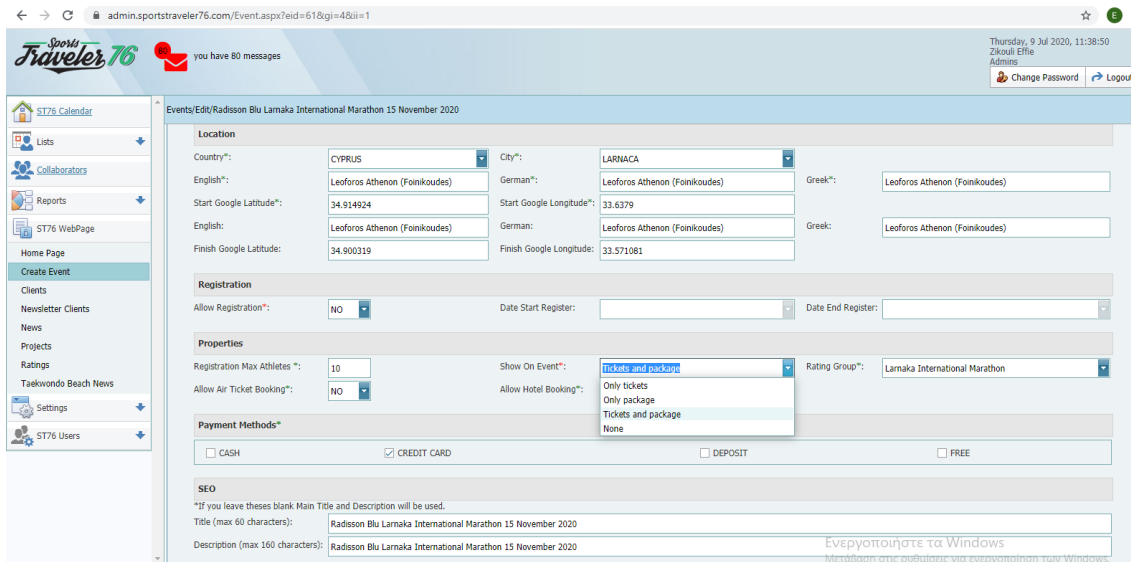 admin.sportstraveler76.com/Event.aspx?eid=61&tgi=4&tii=1
E
Sports
Traveler 76
80
you have 80 messages
Thursday, 9 Jul 2020, 11:38:50
Zikouli Effie
Admins
Change Password
Logout
ST76 Calendar
Lists
Collaborators
Reports
ST76 WebPage
Home Page
Create Event
Clients
Newsletter Clients
News
Projects
Ratings
Taekwondo Beach News
Settings
ST76 Users
Events/Edit/Radisson Blu Larnaka International Marathon 15 November 2020
Location
Country*: CYPRUS City*: LARNACA
English*: Leoforos Athenon (Foinikoudes) German*: Leoforos Athenon (Foinikoudes) Greek*: Leoforos Athenon (Foinikoudes)
Start Google Latitude*: 34.914924 Start Google Longitude*: 33.6379
English: Leoforos Athenon (Foinikoudes) German: Leoforos Athenon (Foinikoudes) Greek: Leoforos Athenon (Foinikoudes)
Finish Google Latitude: 34.900319 Finish Google Longitude: 33.571081
Registration
Allow Registration*: NO Date Start Register: Date End Register:
Properties
Registration Max Athletes *: 10 Show On Event*: Tickets and package Rating Group*: Larnaka International Marathon
Allow Air Ticket Booking*: NO Allow Hotel Booking*:
Only tickets
Only package
Tickets and package
None
Payment Methods*
CASH CREDIT CARD DEPOSIT FREE
SEO
*If you leave theses blank Main Title and Description will be used.
Title (max 60 characters): Radisson Blu Larnaka International Marathon 15 November 2020
Description (max 160 characters): Radisson Blu Larnaka International Marathon 15 November 2020
Ενεργοποιήστε τα Windows
Μετάβαση στις ρυθμίσεις για ενεργοποίηση των Windows.